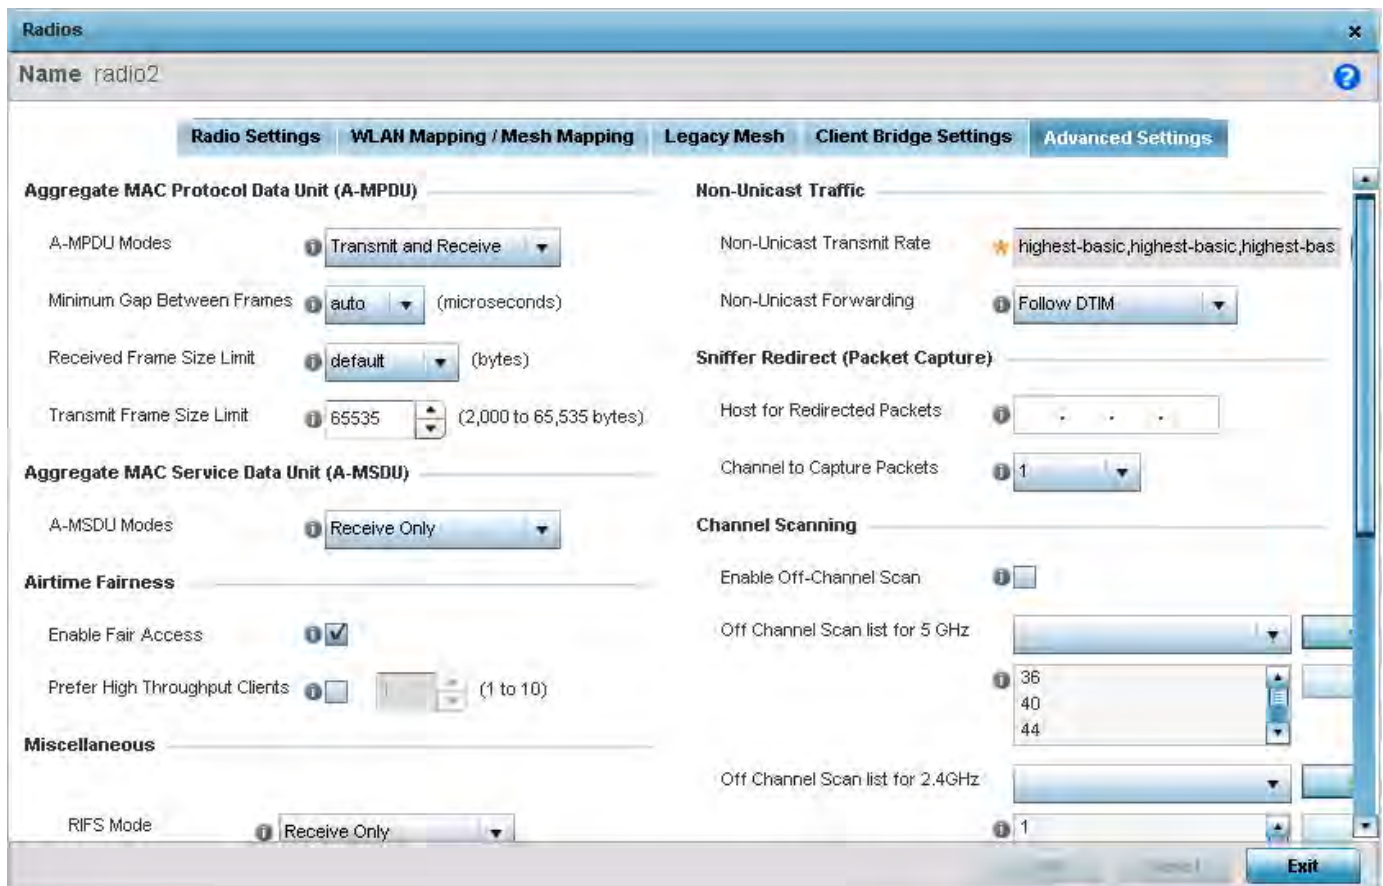 Radios
Name radio2
Radio Settings WLAN Mapping / Mesh Mapping Legacy Mesh Client Bridge Settings Advanced Settings
Aggregate MAC Protocol Data Unit (A-MPDU)
A-MPDU Modes Transmit and Receive
Minimum Gap Between Frames auto (microseconds)
Received Frame Size Limit default (bytes)
Transmit Frame Size Limit 65535 (2,000 to 65,535 bytes)
Aggregate MAC Service Data Unit (A-MSDU)
A-MSDU Modes Receive Only
Airtime Fairness
Enable Fair Access
Prefer High Throughput Clients 1 (1 to 10)
Miscellaneous
RIFS Mode Receive Only
Non-Unicast Traffic
Non-Unicast Transmit Rate highest-basic,highest-basic,highest-bas
Non-Unicast Forwarding Follow DTIM
Sniffer Redirect (Packet Capture)
Host for Redirected Packets . . .
Channel to Capture Packets 1
Channel Scanning
Enable Off-Channel Scan
Off Channel Scan list for 5 GHz
36
40
44
Off Channel Scan list for 2.4GHz
1
Exit